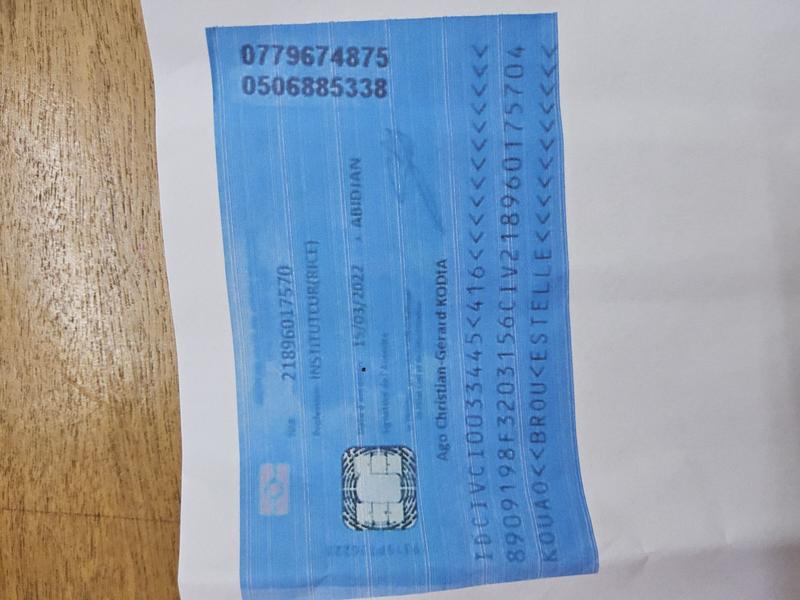 0779674875
0506885338
21896017570
INSTITUTEUR(RICE)
15/03/2022 ABIDJAN
Ago Christian-Gerard KODIA
IDCIVCI0033445<416<<<<<<<<<<<<
8909198F3203156CIV218960175704
KOUAO<<BROU<ESTELLE<<<<<<<<<<<